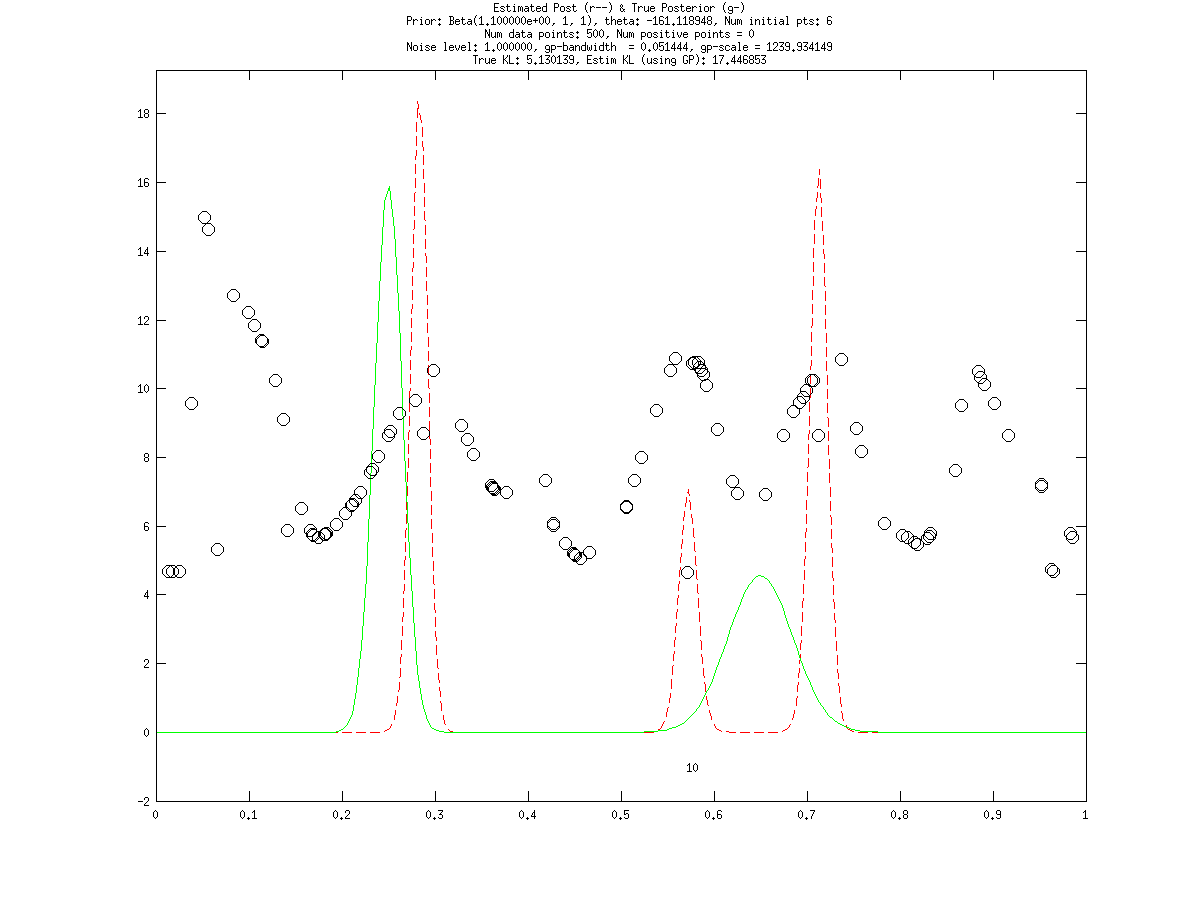 Estimated Post (r--) & True Posterior (g-)
Prior: Beta(1.100000e+00, 1, 1), theta: -161.118948, Num initial pts: 6
Num data points: 500, Num positive points = 0
Noise level: 1.000000, gp-bandwidth  = 0.051444, gp-scale = 1239.934149
True KL: 5.130139, Estim KL (using GP): 17.446853
18
16
14
12
10
8
6
4
2
0
10
-2
0 0.1 0.2 0.3 0.4 0.5 0.6 0.7 0.8 0.9 1